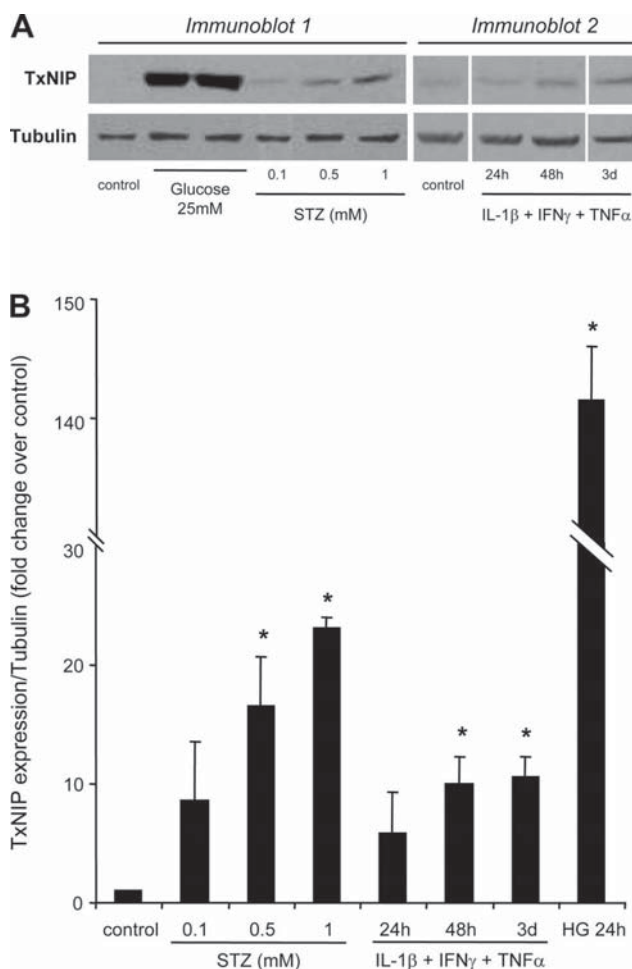 A
Immunoblot 1 Immunoblot 2
TxNIP
Tubulin
control
Glucose
25mM
0.1 0.5 1
STZ (mM)
control
24h 48h 3d
IL-1β + IFNγ + TNFα
B
TxNIP expression/Tubulin (fold change over control)
150
140
30
20
10
0
* * * * *
control 0.1 0.5 1 24h 48h 3d HG 24h
STZ (mM) IL-1β + IFNγ + TNFα